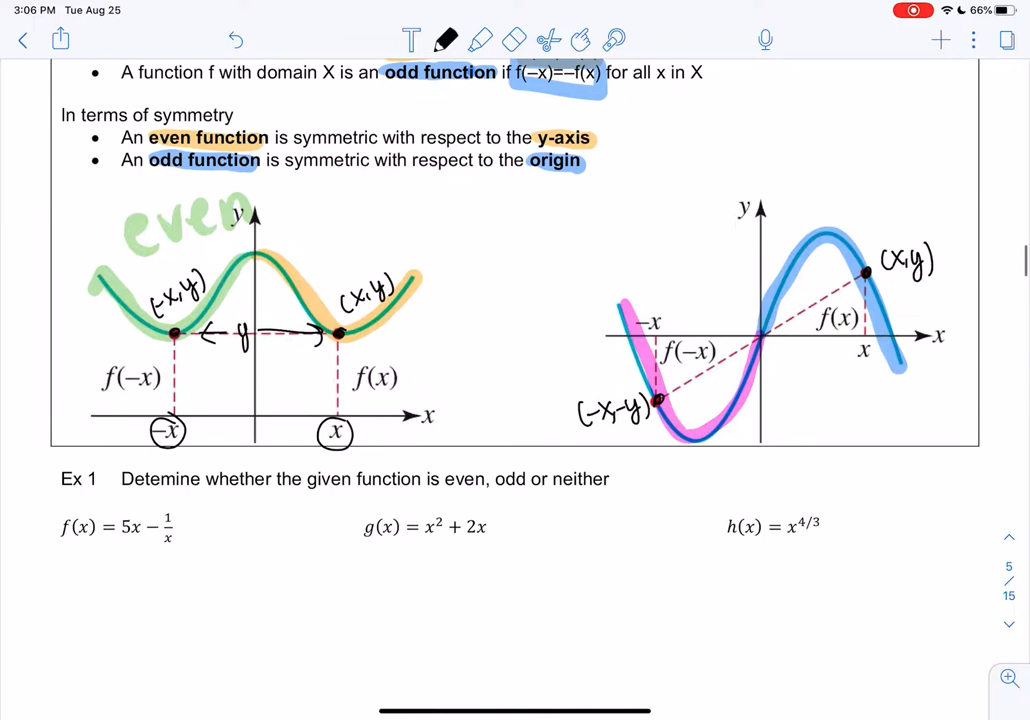 3:06 PM Tue Aug 25
66%
• A function f with domain X is an odd function if f(–x)=–f(x) for all x in X
In terms of symmetry
• An even function is symmetric with respect to the y-axis
• An odd function is symmetric with respect to the origin
even
y
(-x,y)
(x,y)
y
f(−x)
f(x)
−x
x
x
y
(x,y)
−x
f(x)
x
x
f(−x)
(-x,-y)
Ex 1 Detemine whether the given function is even, odd or neither
f(x) = 5x − 1/x
g(x) = x² + 2x
h(x) = x^{4/3}
5
/
15